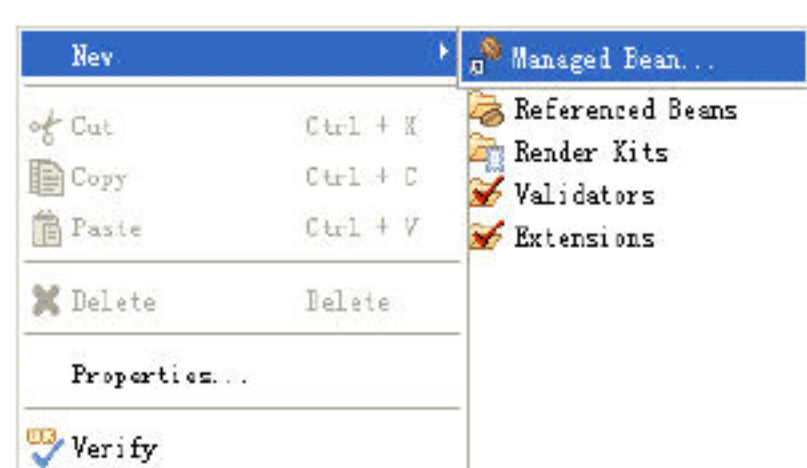 New
Managed Bean...
Referenced Beans
Cut Ctrl + X
Render Kits
Copy Ctrl + C
Validators
Paste Ctrl + V
Extensions
Delete Delete
Properties...
Verify